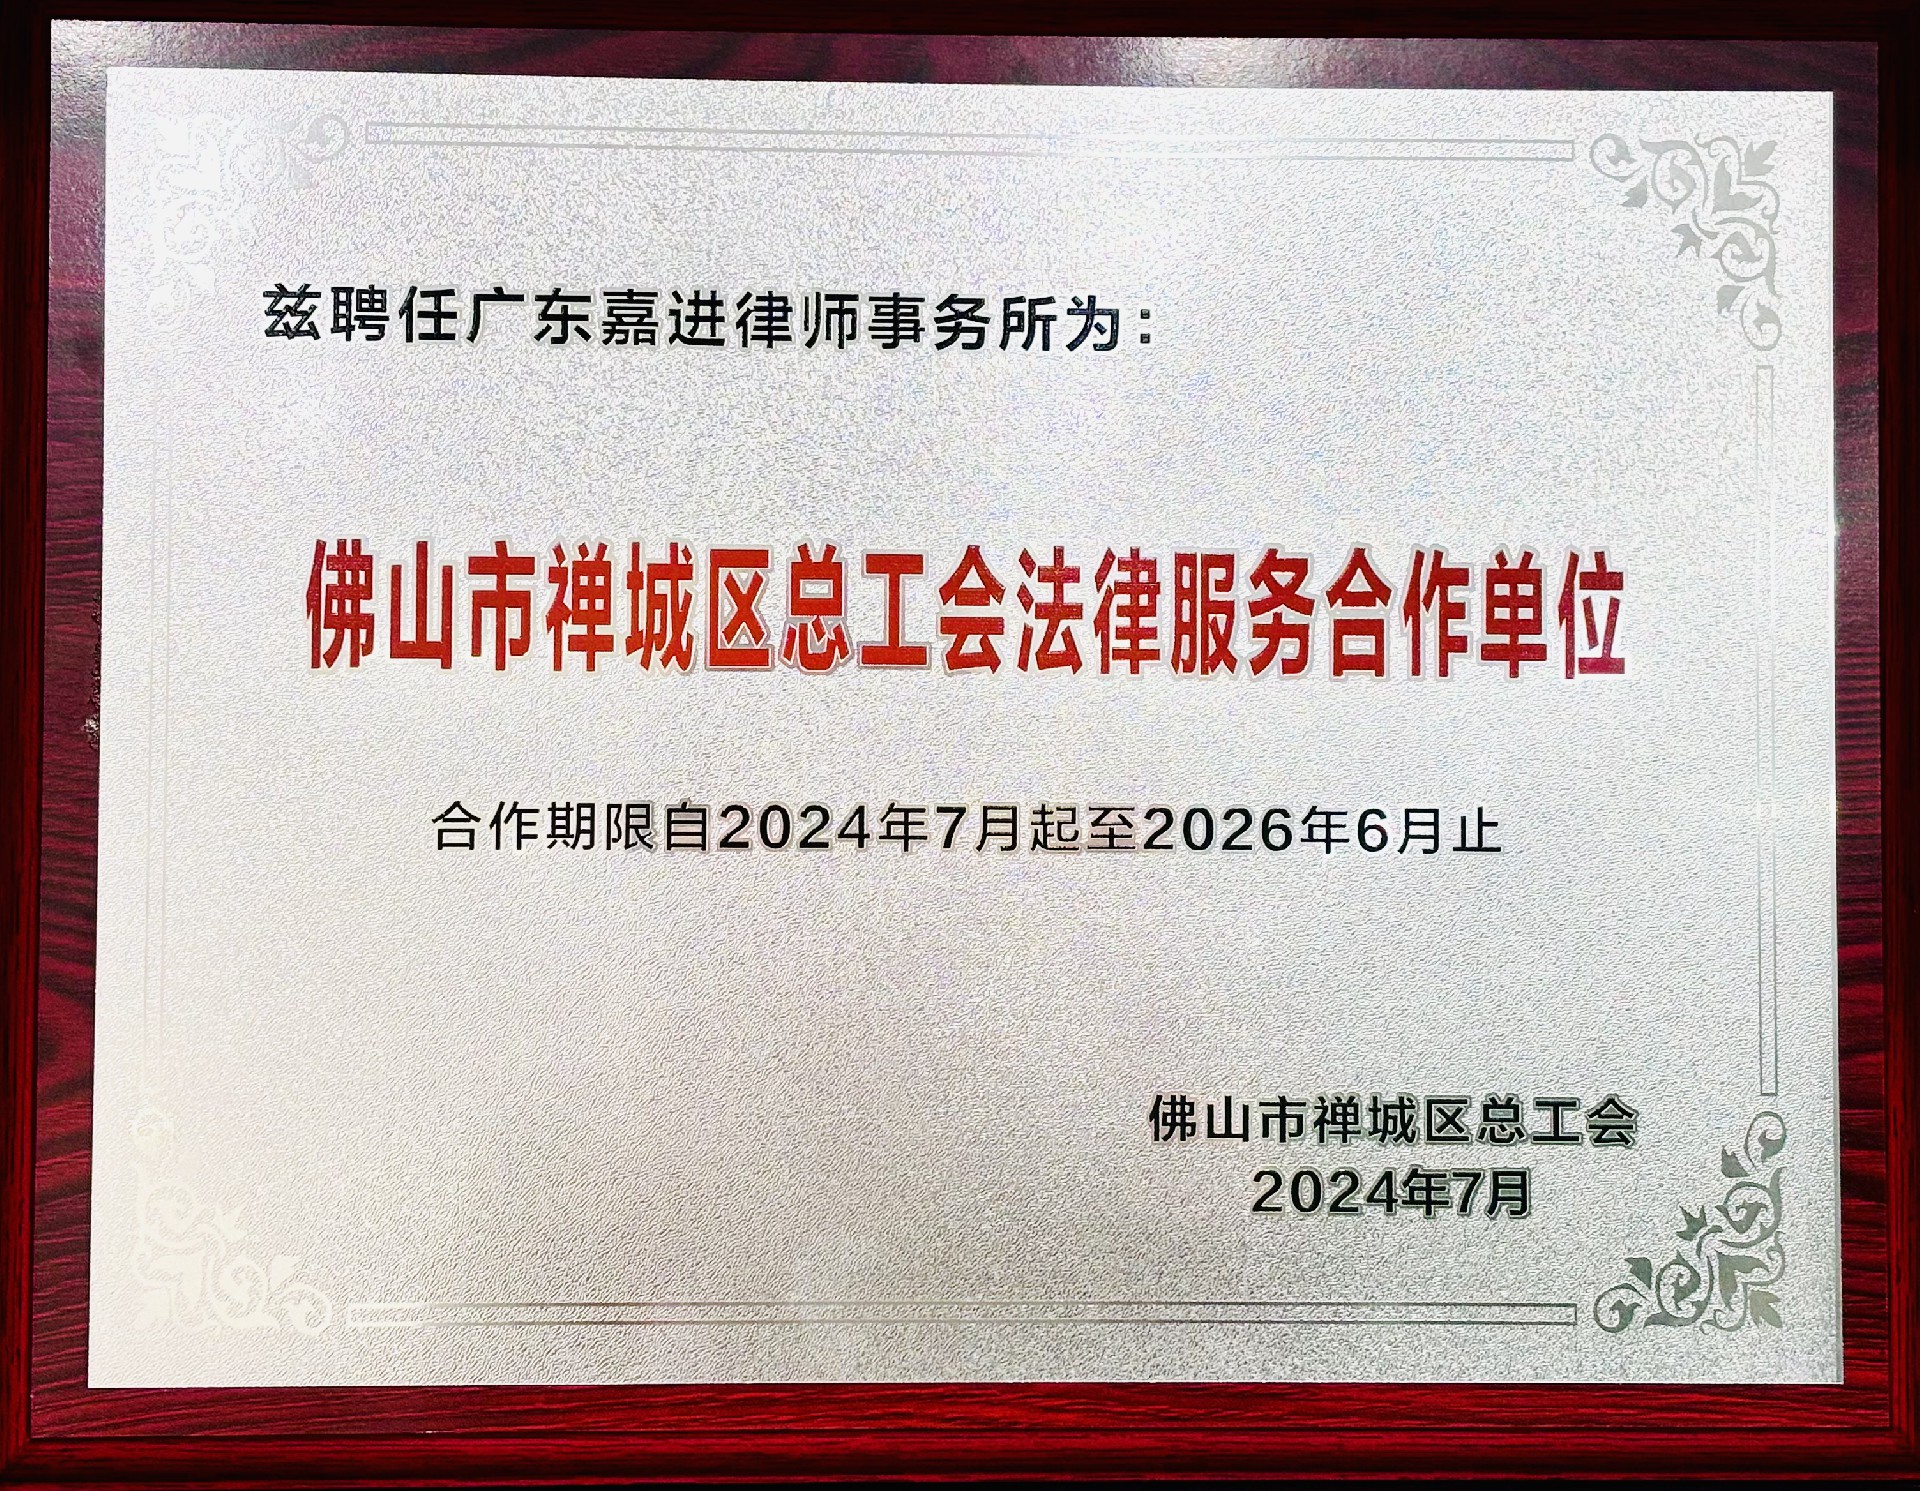 兹聘任广东嘉进律师事务所为：
佛山市禅城区总工会法律服务合作单位
合作期限自2024年7月起至2026年6月止
佛山市禅城区总工会
2024年7月